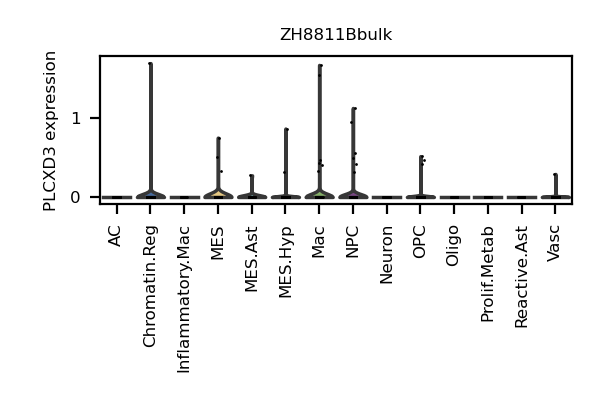 ZH8811Bbulk
PLCXD3 expression
1
0
AC
Chromatin.Reg
Inflammatory.Mac
MES
MES.Ast
MES.Hyp
Mac
NPC
Neuron
OPC
Oligo
Prolif.Metab
Reactive.Ast
Vasc